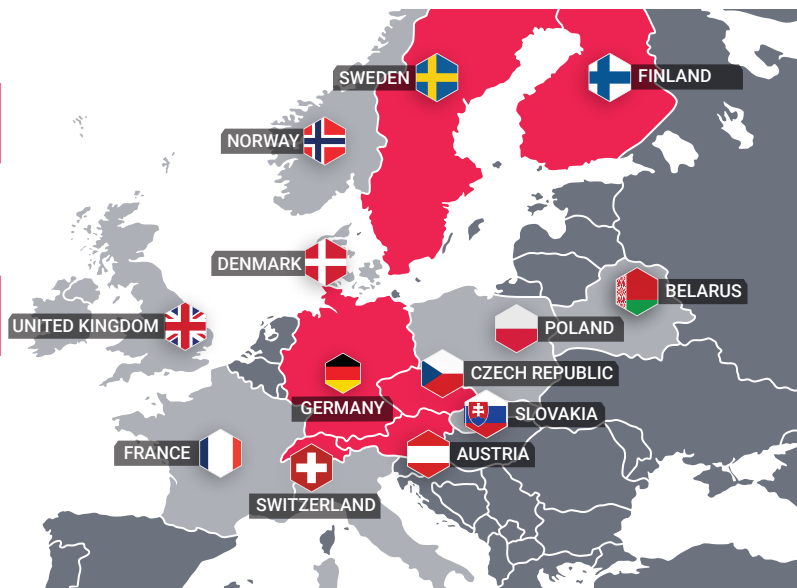 SWEDEN
FINLAND
NORWAY
DENMARK
BELARUS
UNITED KINGDOM
POLAND
CZECH REPUBLIC
GERMANY
SLOVAKIA
FRANCE
AUSTRIA
SWITZERLAND